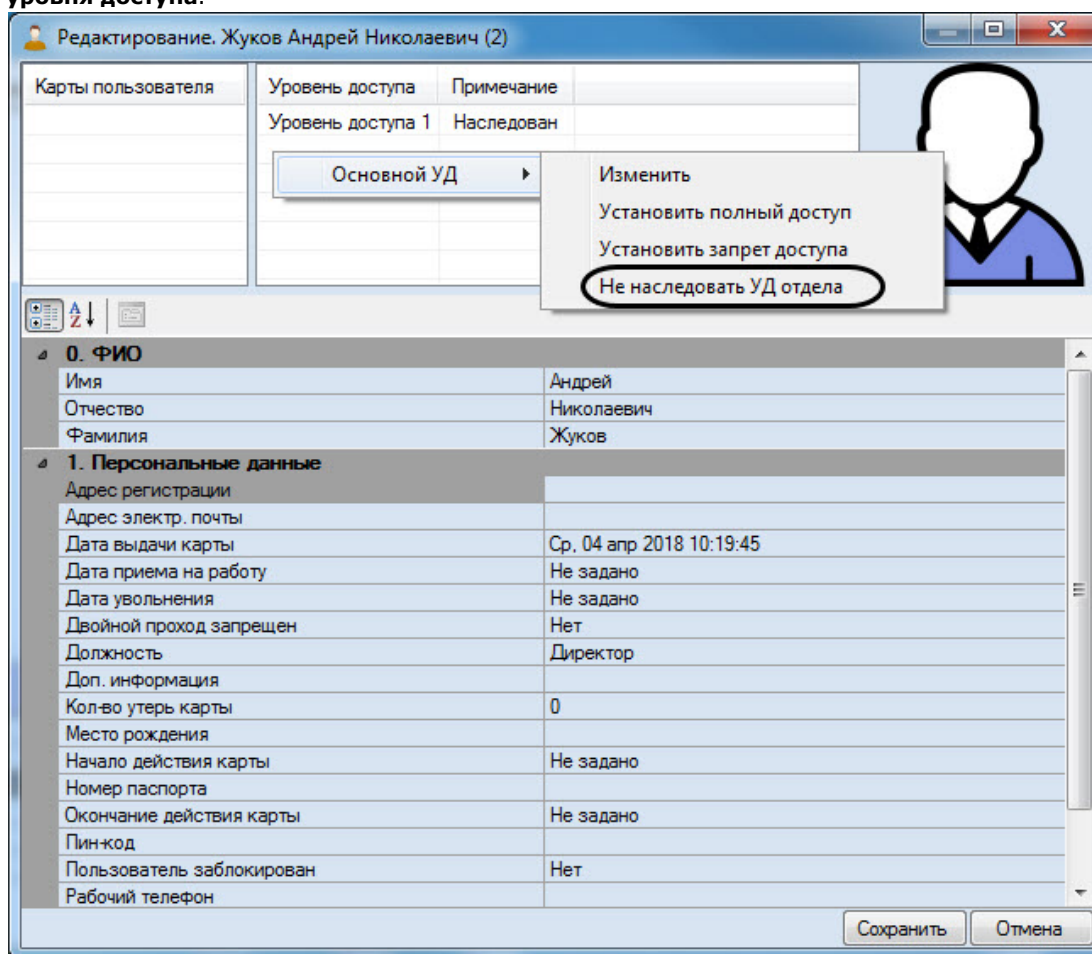 уровня доступа.
Редактирование. Жуков Андрей Николаевич (2)
Карты пользователя Уровень доступа Примечание
Уровень доступа 1 Наследован
Основной УД
Изменить
Установить полный доступ
Установить запрет доступа
Не наследовать УД отдела
0. ФИО
Имя Андрей
Отчество Николаевич
Фамилия Жуков
1. Персональные данные
Адрес регистрации
Адрес электр. почты
Дата выдачи карты Ср, 04 апр 2018 10:19:45
Дата приема на работу Не задано
Дата увольнения Не задано
Двойной проход запрещен Нет
Должность Директор
Доп. информация
Кол-во утерь карты 0
Место рождения
Начало действия карты Не задано
Номер паспорта
Окончание действия карты Не задано
Пин-код
Пользователь заблокирован Нет
Рабочий телефон
Сохранить Отмена